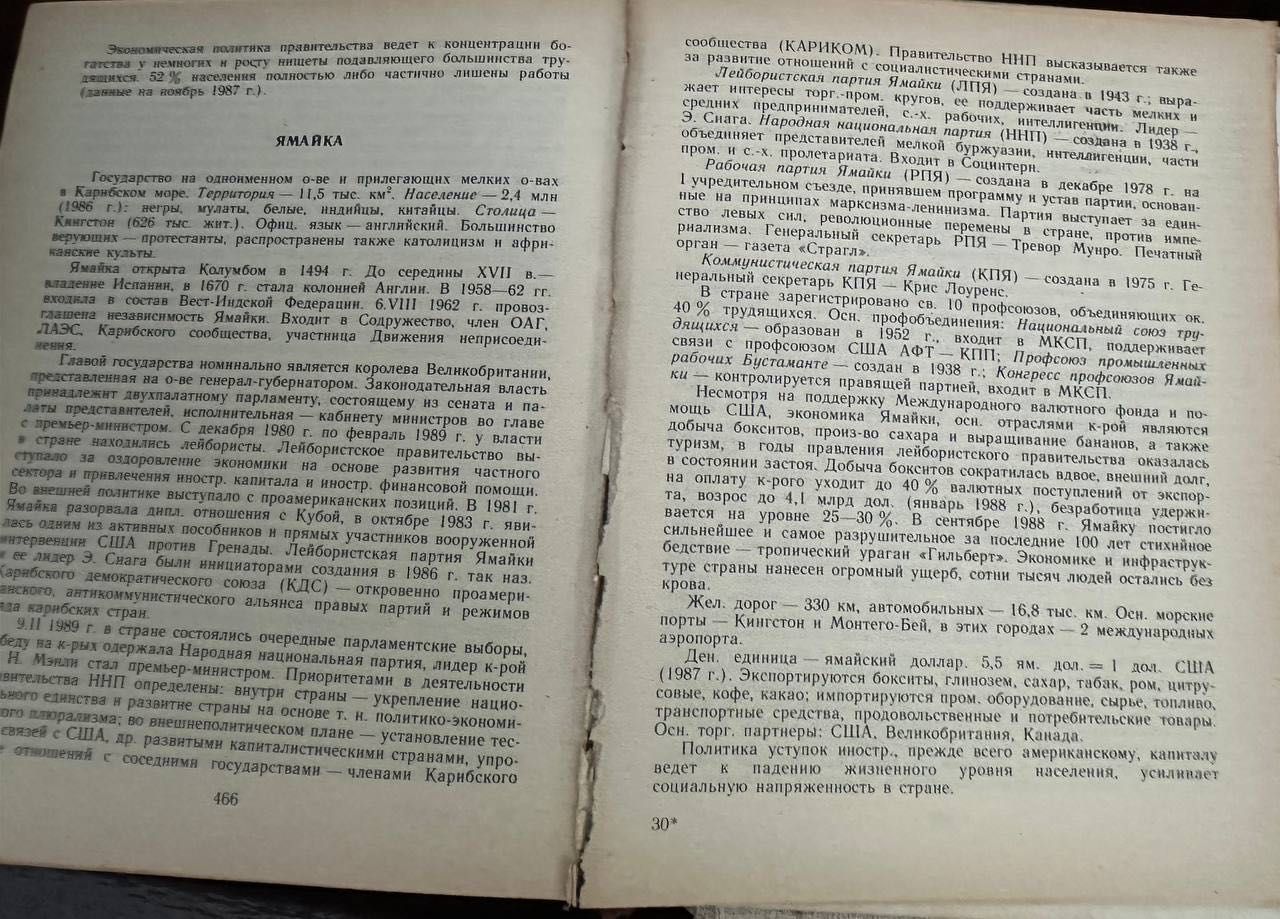 Экономическая политика правительства ведет к концентрации бо-
гатства у немногих и росту нищеты подавляющего большинства тру-
дящихся. 52 % населения полностью либо частично лишены работы
(данные на ноябрь 1987 г.).
ЯМАЙКА
Государство на одноименном о-ве и прилегающих мелких о-вах
в Карибском море. Территория — 11,5 тыс. км². Население — 2,4 млн
(1986 г.): негры, мулаты, белые, индийцы, китайцы. Столица —
Кингстон (626 тыс. жит.). Офиц. язык — английский. Большинство
верующих — протестанты, распространены также католицизм и афри-
канские культы.
Ямайка открыта Колумбом в 1494 г. До середины XVII в.—
владение Испании, в 1670 г. стала колонией Англии. В 1958—62 гг.
входила в состав Вест-Индской Федерации. 6.VIII 1962 г. провоз-
глашена независимость Ямайки. Входит в Содружество, член ОАГ,
ЛАЭС, Карибского сообщества, участница Движения неприсоеди-
нения.
Главой государства номинально является королева Великобритании,
представленная на о-ве генерал-губернатором. Законодательная власть
принадлежит двухпалатному парламенту, состоящему из сената и па-
латы представителей, исполнительная — кабинету министров во главе
с премьер-министром. С декабря 1980 г. по февраль 1989 г. у власти
в стране находились лейбористы. Лейбористское правительство вы-
ступало за оздоровление экономики на основе развития частного
сектора и привлечения иностр. капитала и иностр. финансовой помощи.
Во внешней политике выступало с проамериканских позиций. В 1981 г.
Ямайка разорвала дипл. отношения с Кубой, в октябре 1983 г. яви-
лась одним из активных пособников и прямых участников вооруженной
интервенции США против Гренады. Лейбористская партия Ямайки
и ее лидер Э. Сиага были инициаторами создания в 1986 г. так наз.
Карибского демократического союза (КДС) — откровенно проамери-
анского, антикоммунистического альянса правых партий и режимов
яда карибских стран.
9.II 1989 г. в стране состоялись очередные парламентские выборы,
беду на к-рых одержала Народная национальная партия, лидер к-рой
Н. Мэнли стал премьер-министром. Приоритетами в деятельности
авительства ННП определены: внутри страны — укрепление нацио-
ьного единства и развитие страны на основе т. н. политико-экономи-
ого плюрализма; во внешнеполитическом плане — установление тес-
связей с США, др. развитыми капиталистическими странами, упро-
е отношений с соседними государствами — членами Карибского
466
сообщества (КАРИКОМ). Правительство ННП высказывается также
за развитие отношений с социалистическими странами.
Лейбористская партия Ямайки (ЛПЯ) — создана в 1943 г.; выра-
жает интересы торг.-пром. кругов, ее поддерживает часть мелких и
средних предпринимателей, с.-х. рабочих, интеллигенции. Лидер —
Э. Сиага. Народная национальная партия (ННП) — создана в 1938 г.,
объединяет представителей мелкой буржуазии, интеллигенции, части
пром. и с.-х. пролетариата. Входит в Социнтерн.
Рабочая партия Ямайки (РПЯ) — создана в декабре 1978 г. на
I учредительном съезде, принявшем программу и устав партии, основан-
ные на принципах марксизма-ленинизма. Партия выступает за един-
ство левых сил, революционные перемены в стране, против импе-
риализма. Генеральный секретарь РПЯ — Тревор Мунро. Печатный
орган — газета «Страгл».
Коммунистическая партия Ямайки (КПЯ) — создана в 1975 г. Ге-
неральный секретарь КПЯ — Крис Лоуренс.
В стране зарегистрировано св. 10 профсоюзов, объединяющих ок.
40 % трудящихся. Осн. профобъединения: Национальный союз тру-
дящихся — образован в 1952 г., входит в МКСП, поддерживает
связи с профсоюзом США АФТ — КПП; Профсоюз промышленных
рабочих Бустаманте — создан в 1938 г.; Конгресс профсоюзов Ямай-
ки — контролируется правящей партией, входит в МКСП.
Несмотря на поддержку Международного валютного фонда и по-
мощь США, экономика Ямайки, осн. отраслями к-рой являются
добыча бокситов, произ-во сахара и выращивание бананов, а также
туризм, в годы правления лейбористского правительства оказалась
в состоянии застоя. Добыча бокситов сократилась вдвое, внешний долг,
на оплату к-рого уходит до 40 % валютных поступлений от экспор-
та, возрос до 4,1 млрд дол. (январь 1988 г.), безработица удержи-
вается на уровне 25—30 %. В сентябре 1988 г. Ямайку постигло
сильнейшее и самое разрушительное за последние 100 лет стихийное
бедствие — тропический ураган «Гильберт». Экономике и инфраструк-
туре страны нанесен огромный ущерб, сотни тысяч людей остались без
крова.
Жел. дорог — 330 км, автомобильных — 16,8 тыс. км. Осн. морские
порты — Кингстон и Монтего-Бей, в этих городах — 2 международных
аэропорта.
Ден. единица — ямайский доллар. 5,5 ям. дол. = 1 дол. США
(1987 г.). Экспортируются бокситы, глинозем, сахар, табак, ром, цитру-
совые, кофе, какао; импортируются пром. оборудование, сырье, топливо,
транспортные средства, продовольственные и потребительские товары.
Осн. торг. партнеры: США, Великобритания, Канада.
Политика уступок иностр., прежде всего американскому, капиталу
ведет к падению жизненного уровня населения, усиливает
социальную напряженность в стране.
30*